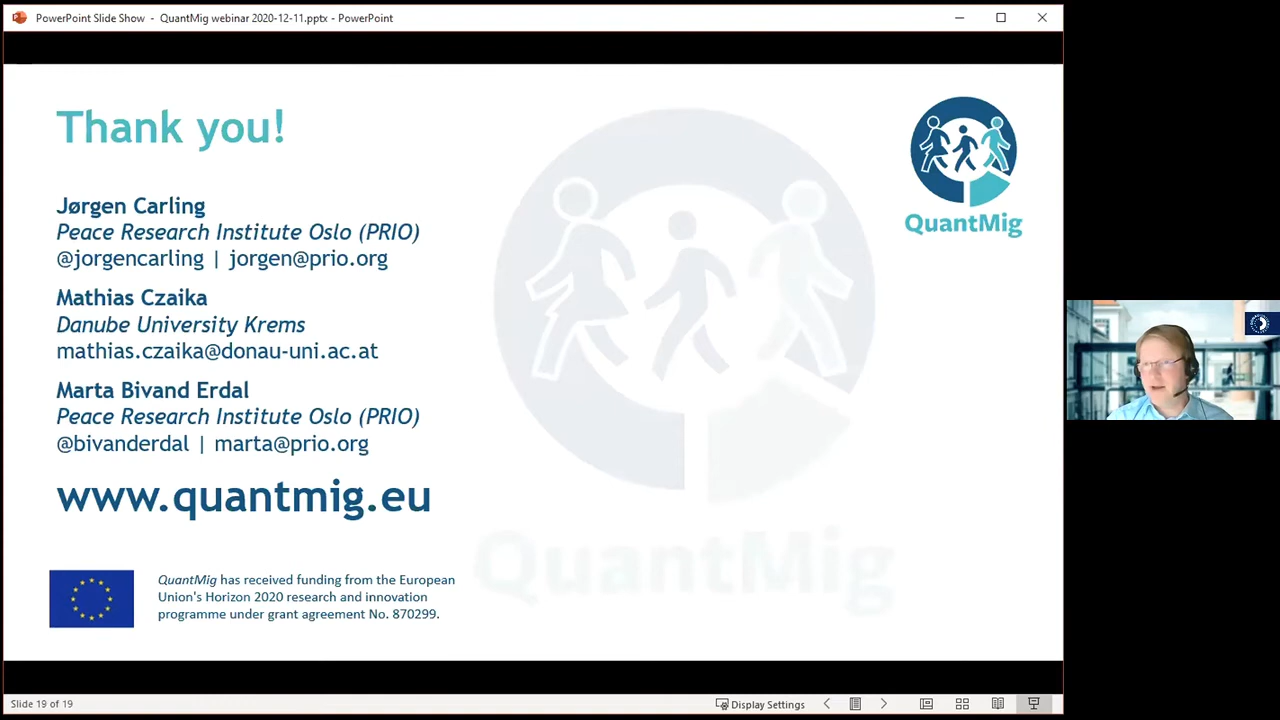 PowerPoint Slide Show - QuantMig webinar 2020-12-11.pptx - PowerPoint
Thank you!
QuantMig
Jørgen Carling
Peace Research Institute Oslo (PRIO)
@jorgencarling | jorgen@prio.org
Mathias Czaika
Danube University Krems
mathias.czaika@donau-uni.ac.at
Marta Bivand Erdal
Peace Research Institute Oslo (PRIO)
@bivanderdal | marta@prio.org
www.quantmig.eu
QuantMig
QuantMig has received funding from the European
Union's Horizon 2020 research and innovation
programme under grant agreement No. 870299.
Slide 19 of 19
Display Settings